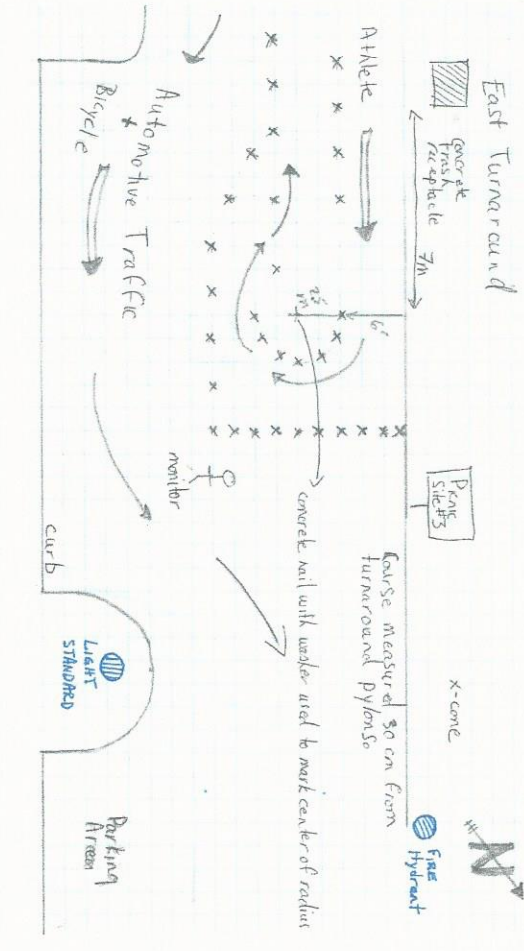 East Turnaround
Concrete
trash
receptacle
7m
Athlete
Automotive Traffic
+
Bicycle
6'
monitor
concrete nail with washer used to mark center of radius
Picnic
site #3
Course measured 30 cm from
turnaround pylons
x-cone
curb
LIGHT
STANDARD
FIRE
Hydrant
N
Parking
Area